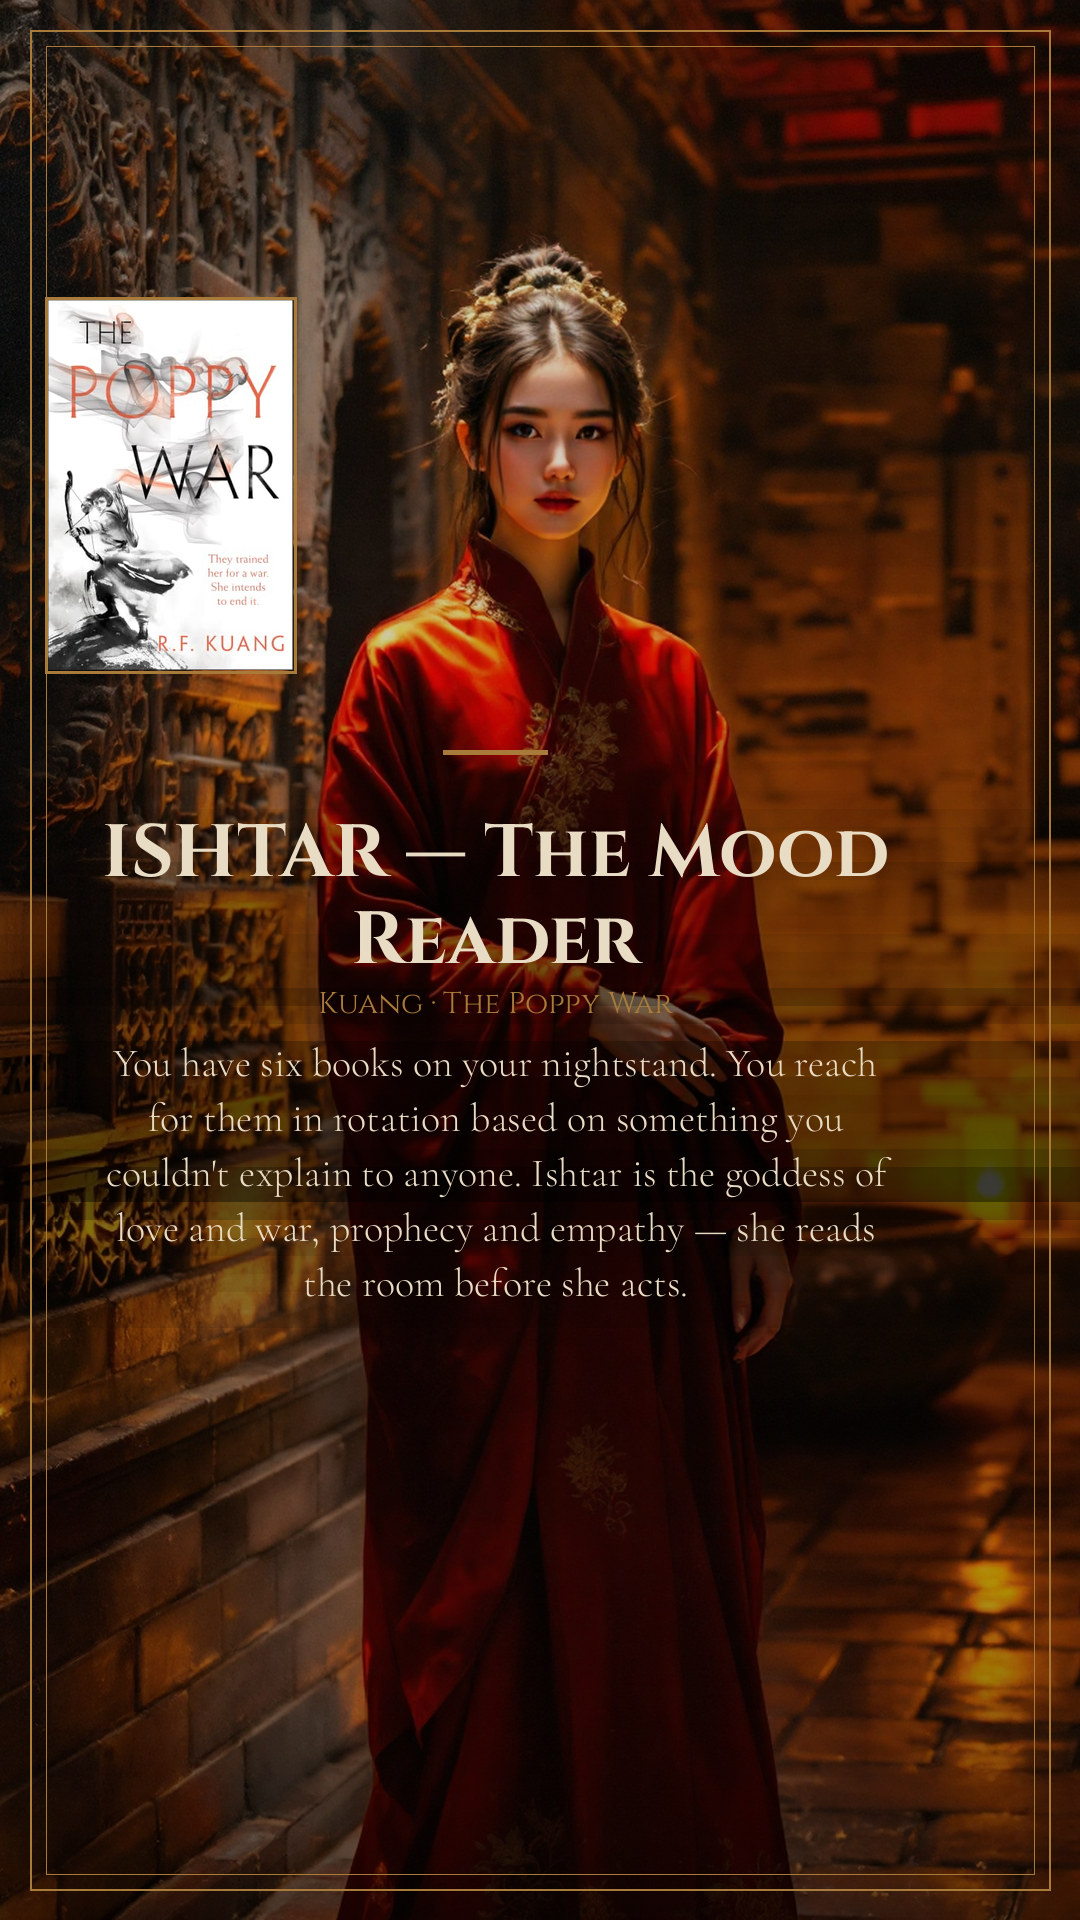 THE
POPPY
WAR
They trained
her for a war.
She intends
to end it.
R.F. KUANG
ISHTAR — The Mood
Reader
Kuang · The Poppy War
You have six books on your nightstand. You reach
for them in rotation based on something you
couldn't explain to anyone. Ishtar is the goddess of
love and war, prophecy and empathy — she reads
the room before she acts.